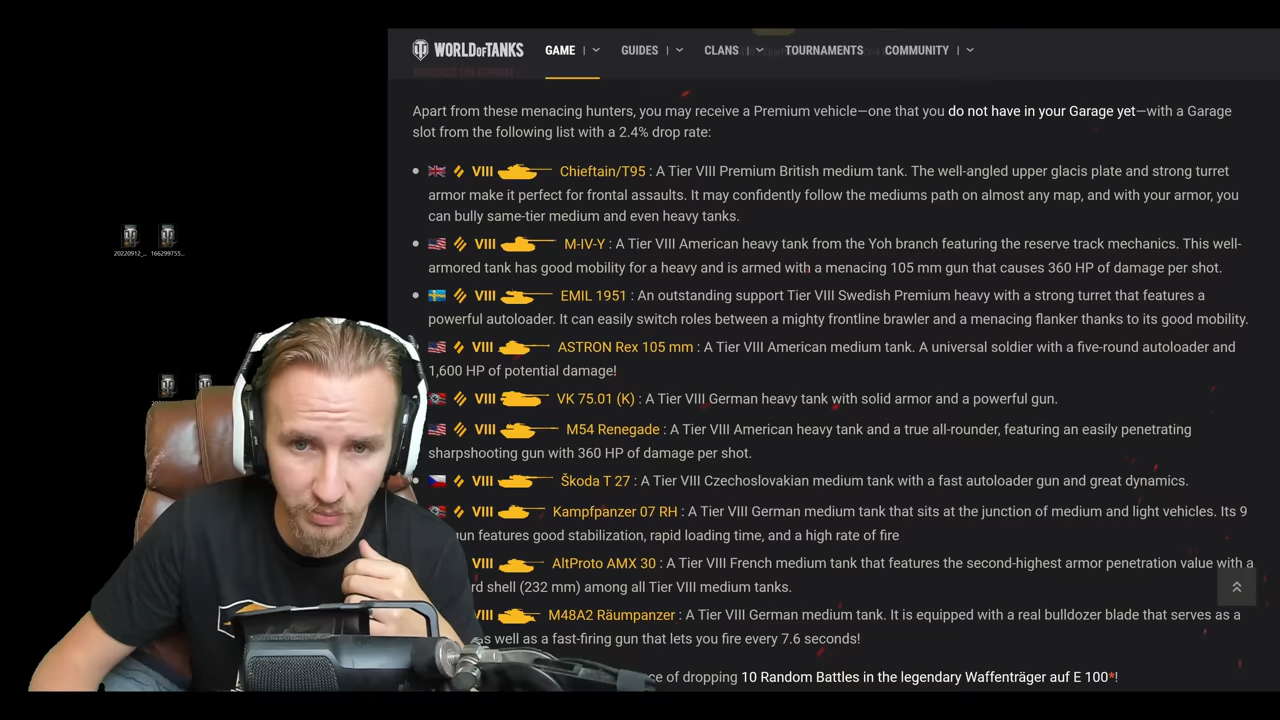 WORLD OF TANKS GAME GUIDES CLANS TOURNAMENTS COMMUNITY
Apart from these menacing hunters, you may receive a Premium vehicle—one that you do not have in your Garage yet—with a Garage
slot from the following list with a 2.4% drop rate:
VIII Chieftain/T95 : A Tier VIII Premium British medium tank. The well-angled upper glacis plate and strong turret
armor make it perfect for frontal assaults. It may confidently follow the mediums path on almost any map, and with your armor, you
can bully same-tier medium and even heavy tanks.
VIII M-IV-Y : A Tier VIII American heavy tank from the Yoh branch featuring the reserve track mechanics. This well-
armored tank has good mobility for a heavy and is armed with a menacing 105 mm gun that causes 360 HP of damage per shot.
VIII EMIL 1951 : An outstanding support Tier VIII Swedish Premium heavy with a strong turret that features a
powerful autoloader. It can easily switch roles between a mighty frontline brawler and a menacing flanker thanks to its good mobility.
20220912_... 166299755...
VIII ASTRON Rex 105 mm : A Tier VIII American medium tank. A universal soldier with a five-round autoloader and
1,600 HP of potential damage!
VIII VK 75.01 (K) : A Tier VIII German heavy tank with solid armor and a powerful gun.
VIII M54 Renegade : A Tier VIII American heavy tank and a true all-rounder, featuring an easily penetrating
sharpshooting gun with 360 HP of damage per shot.
VIII Škoda T 27 : A Tier VIII Czechoslovakian medium tank with a fast autoloader gun and great dynamics.
VIII Kampfpanzer 07 RH : A Tier VIII German medium tank that sits at the junction of medium and light vehicles. Its 9
gun features good stabilization, rapid loading time, and a high rate of fire
VIII AltProto AMX 30 : A Tier VIII French medium tank that features the second-highest armor penetration value with a
rd shell (232 mm) among all Tier VIII medium tanks.
VIII M48A2 Räumpanzer : A Tier VIII German medium tank. It is equipped with a real bulldozer blade that serves as a
as well as a fast-firing gun that lets you fire every 7.6 seconds!
ce of dropping 10 Random Battles in the legendary Waffenträger auf E 100*!